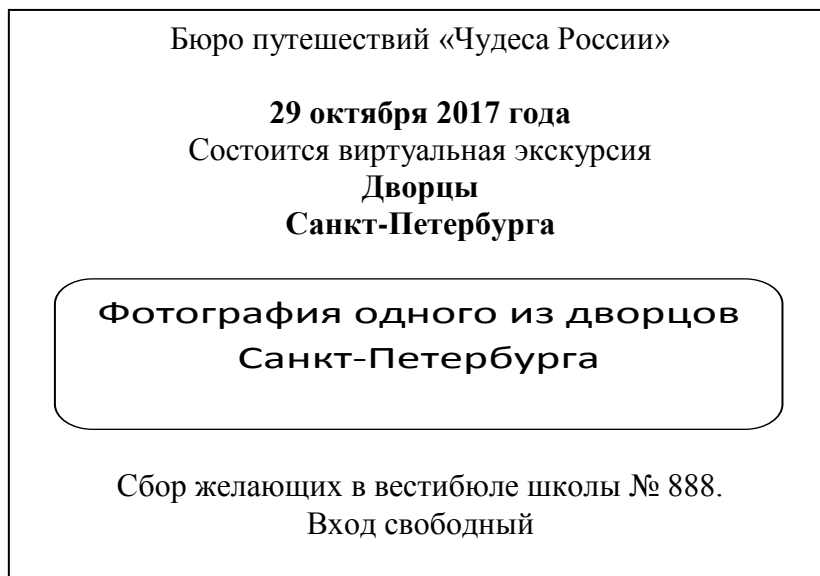 Бюро путешествий «Чудеса России»
29 октября 2017 года
Состоится виртуальная экскурсия
Дворцы
Санкт-Петербурга
Фотография одного из дворцов
Санкт-Петербурга
Сбор желающих в вестибюле школы № 888.
Вход свободный